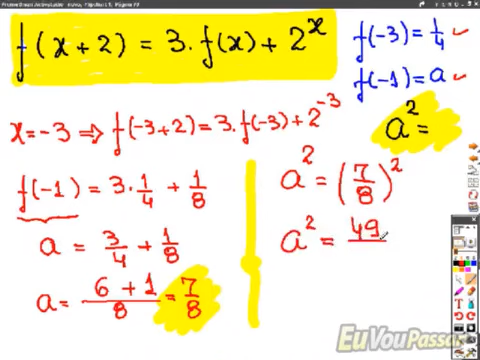 f(x+2) = 3.f(x) + 2^x
f(-3) = 1/4 ✓
f(-1) = a ✓
a² =
x = -3 ⇒ f(-3+2) = 3.f(-3) + 2^-3
f(-1) = 3.1/4 + 1/8
a = 3/4 + 1/8
a = (6+1)/8 = 7/8
a² = (7/8)²
a² = 49
EuVouPassar